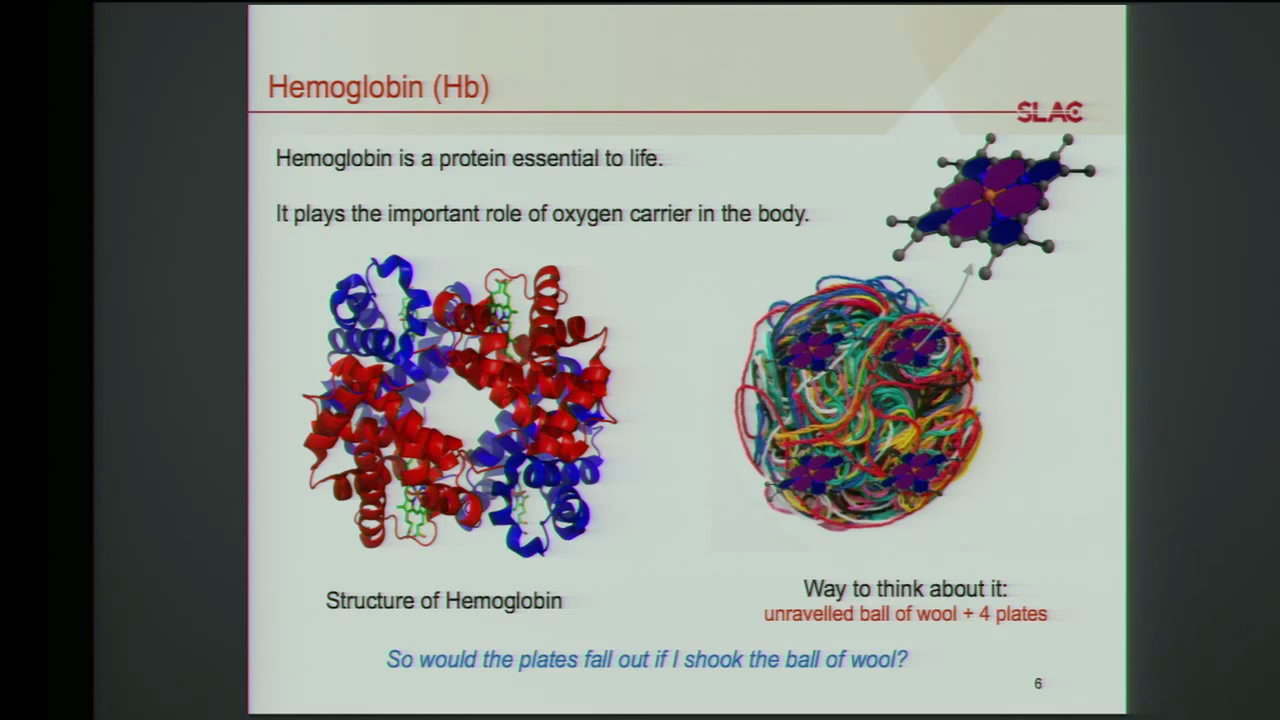 Hemoglobin (Hb)
SLAC
Hemoglobin is a protein essential to life.
It plays the important role of oxygen carrier in the body.
Structure of Hemoglobin
Way to think about it:
unravelled ball of wool + 4 plates
So would the plates fall out if I shook the ball of wool?
6